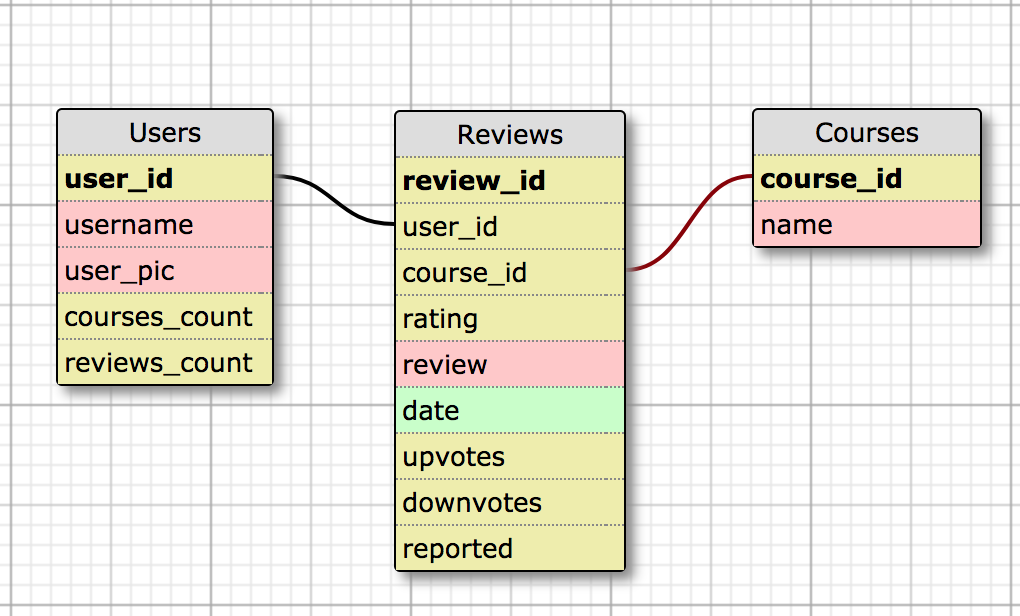 Users
user_id
username
user_pic
courses_count
reviews_count
Reviews
review_id
user_id
course_id
rating
review
date
upvotes
downvotes
reported
Courses
course_id
name